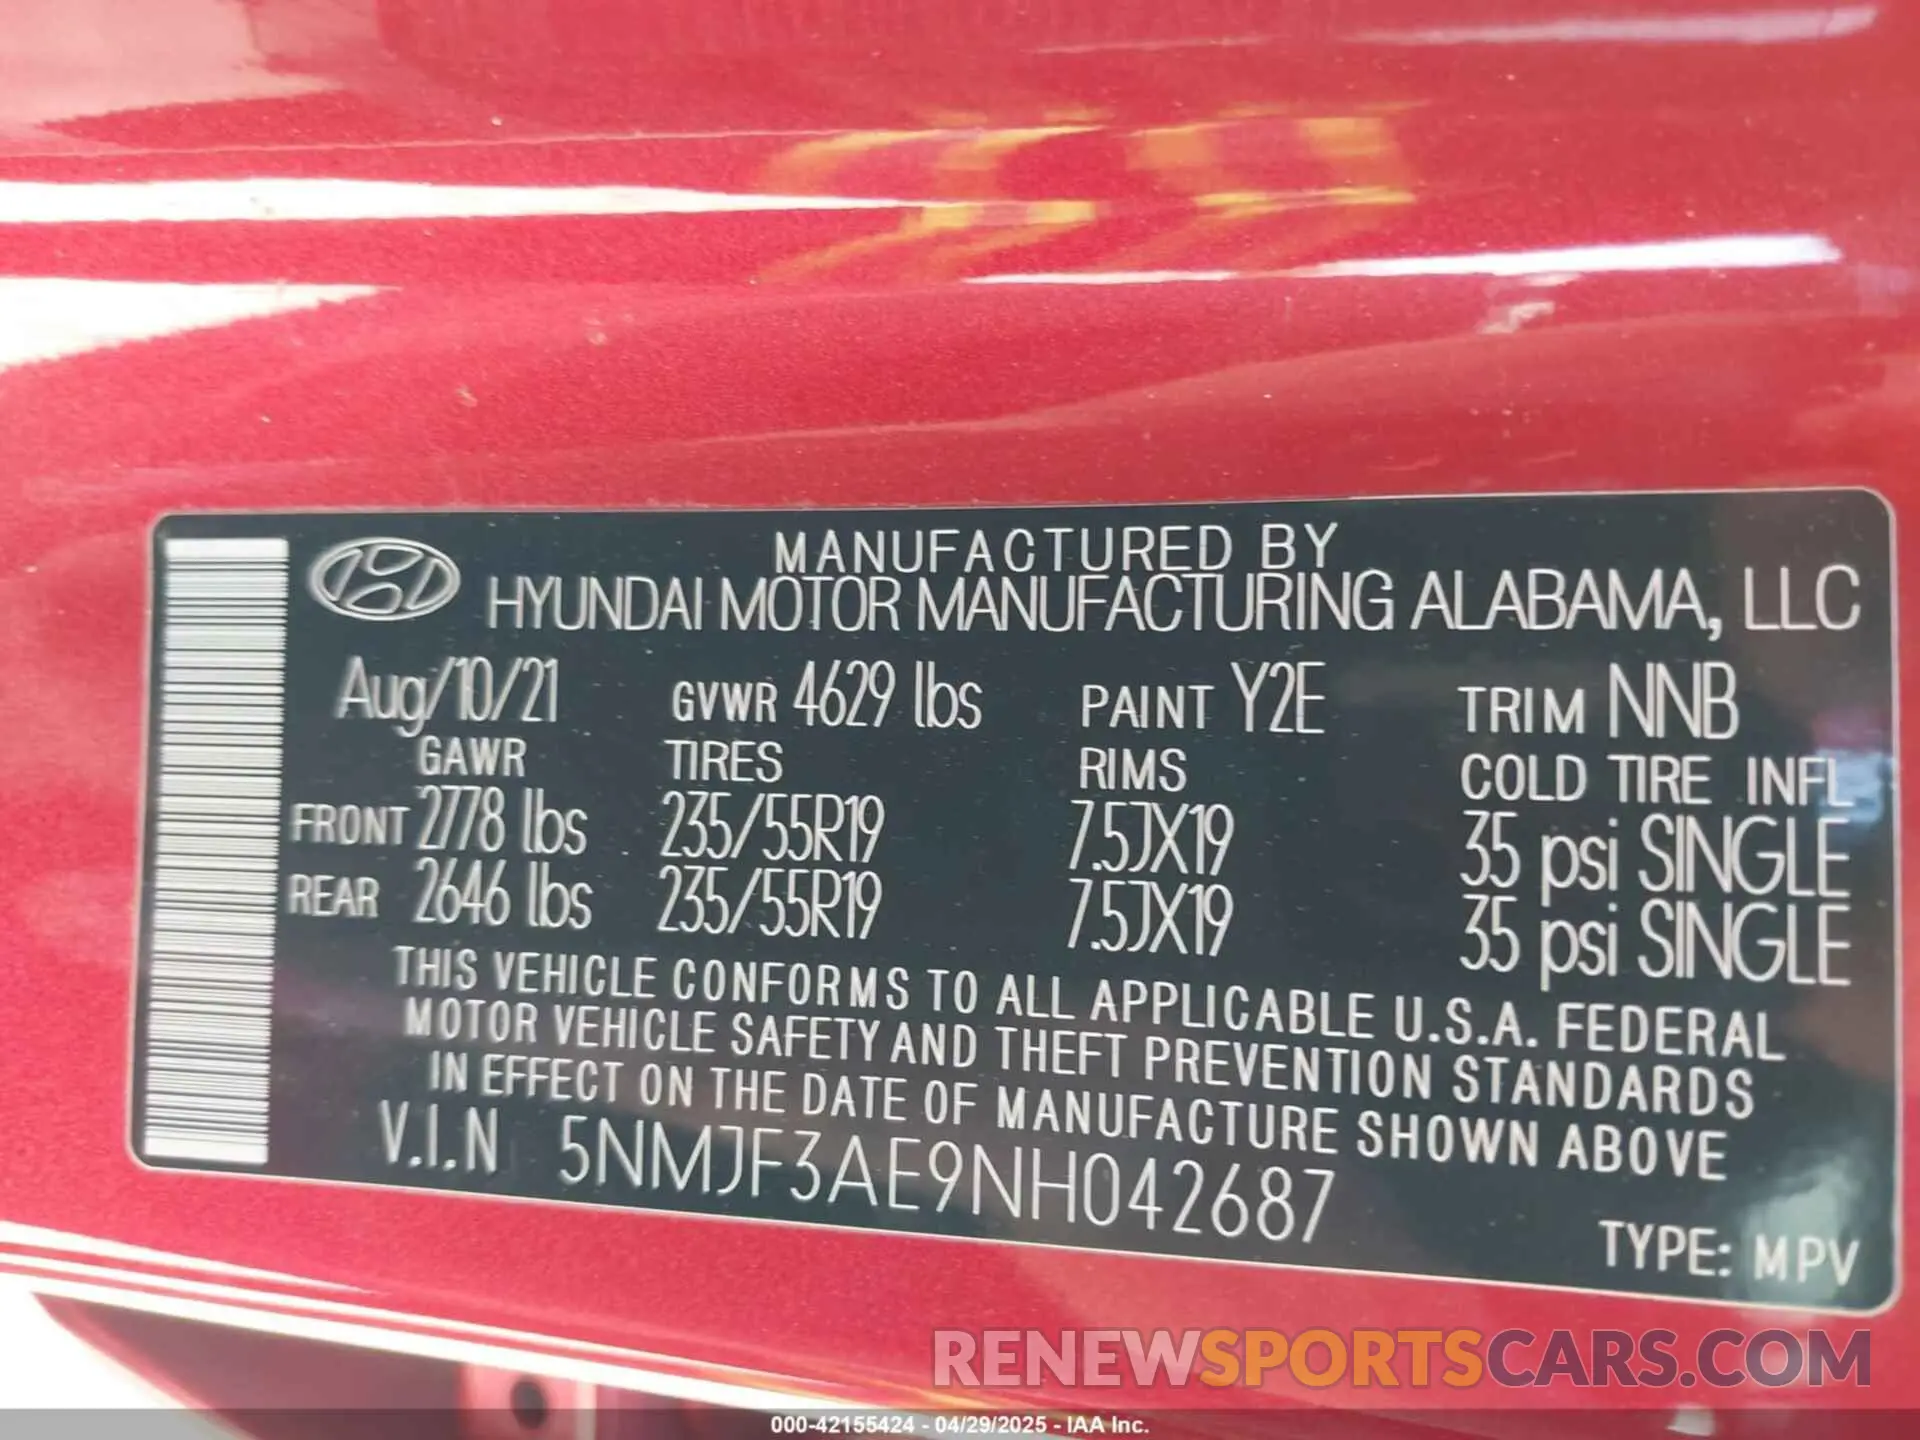 MANUFACTURED BY
HYUNDAI MOTOR MANUFACTURING ALABAMA, LLC
Aug/10/21 GVWR 4629 lbs PAINT Y2E TRIM NNB
GAWR TIRES RIMS COLD TIRE INFL
FRONT 2778 lbs 235/55R19 7.5JX19 35 psi SINGLE
REAR 2646 lbs 235/55R19 7.5JX19 35 psi SINGLE
THIS VEHICLE CONFORMS TO ALL APPLICABLE U.S.A. FEDERAL
MOTOR VEHICLE SAFETY AND THEFT PREVENTION STANDARDS
IN EFFECT ON THE DATE OF MANUFACTURE SHOWN ABOVE
V.I.N 5NMJF3AE9NH042687
TYPE: MPV
RENEWSPORTSCARS.COM
000-42155424 - 04/29/2025 - IAA Inc.